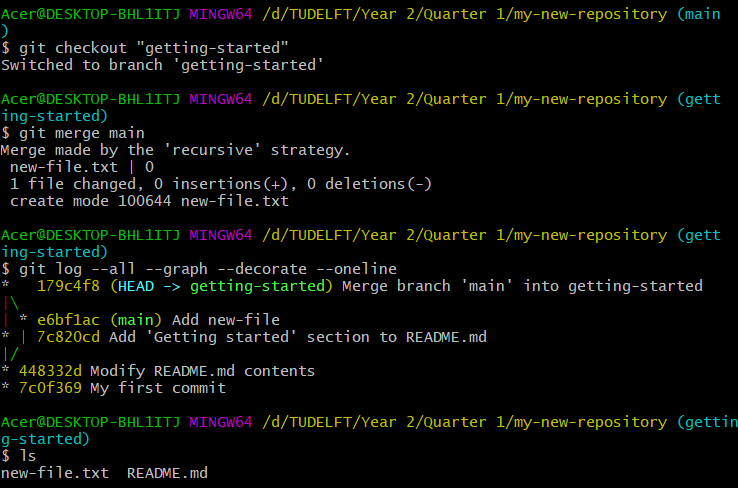 Acer@DESKTOP-BHL1ITJ MINGW64 /d/TUDELFT/Year 2/Quarter 1/my-new-repository (main
)
$ git checkout "getting-started"
Switched to branch 'getting-started'

Acer@DESKTOP-BHL1ITJ MINGW64 /d/TUDELFT/Year 2/Quarter 1/my-new-repository (gett
ing-started)
$ git merge main
Merge made by the 'recursive' strategy.
 new-file.txt | 0
 1 file changed, 0 insertions(+), 0 deletions(-)
 create mode 100644 new-file.txt

Acer@DESKTOP-BHL1ITJ MINGW64 /d/TUDELFT/Year 2/Quarter 1/my-new-repository (gett
ing-started)
$ git log --all --graph --decorate --oneline
*   179c4f8 (HEAD -> getting-started) Merge branch 'main' into getting-started
|\
| * e6bf1ac (main) Add new-file
* | 7c820cd Add 'Getting started' section to README.md
|/
* 448332d Modify README.md contents
* 7c0f369 My first commit

Acer@DESKTOP-BHL1ITJ MINGW64 /d/TUDELFT/Year 2/Quarter 1/my-new-repository (gettin
g-started)
$ ls
new-file.txt  README.md